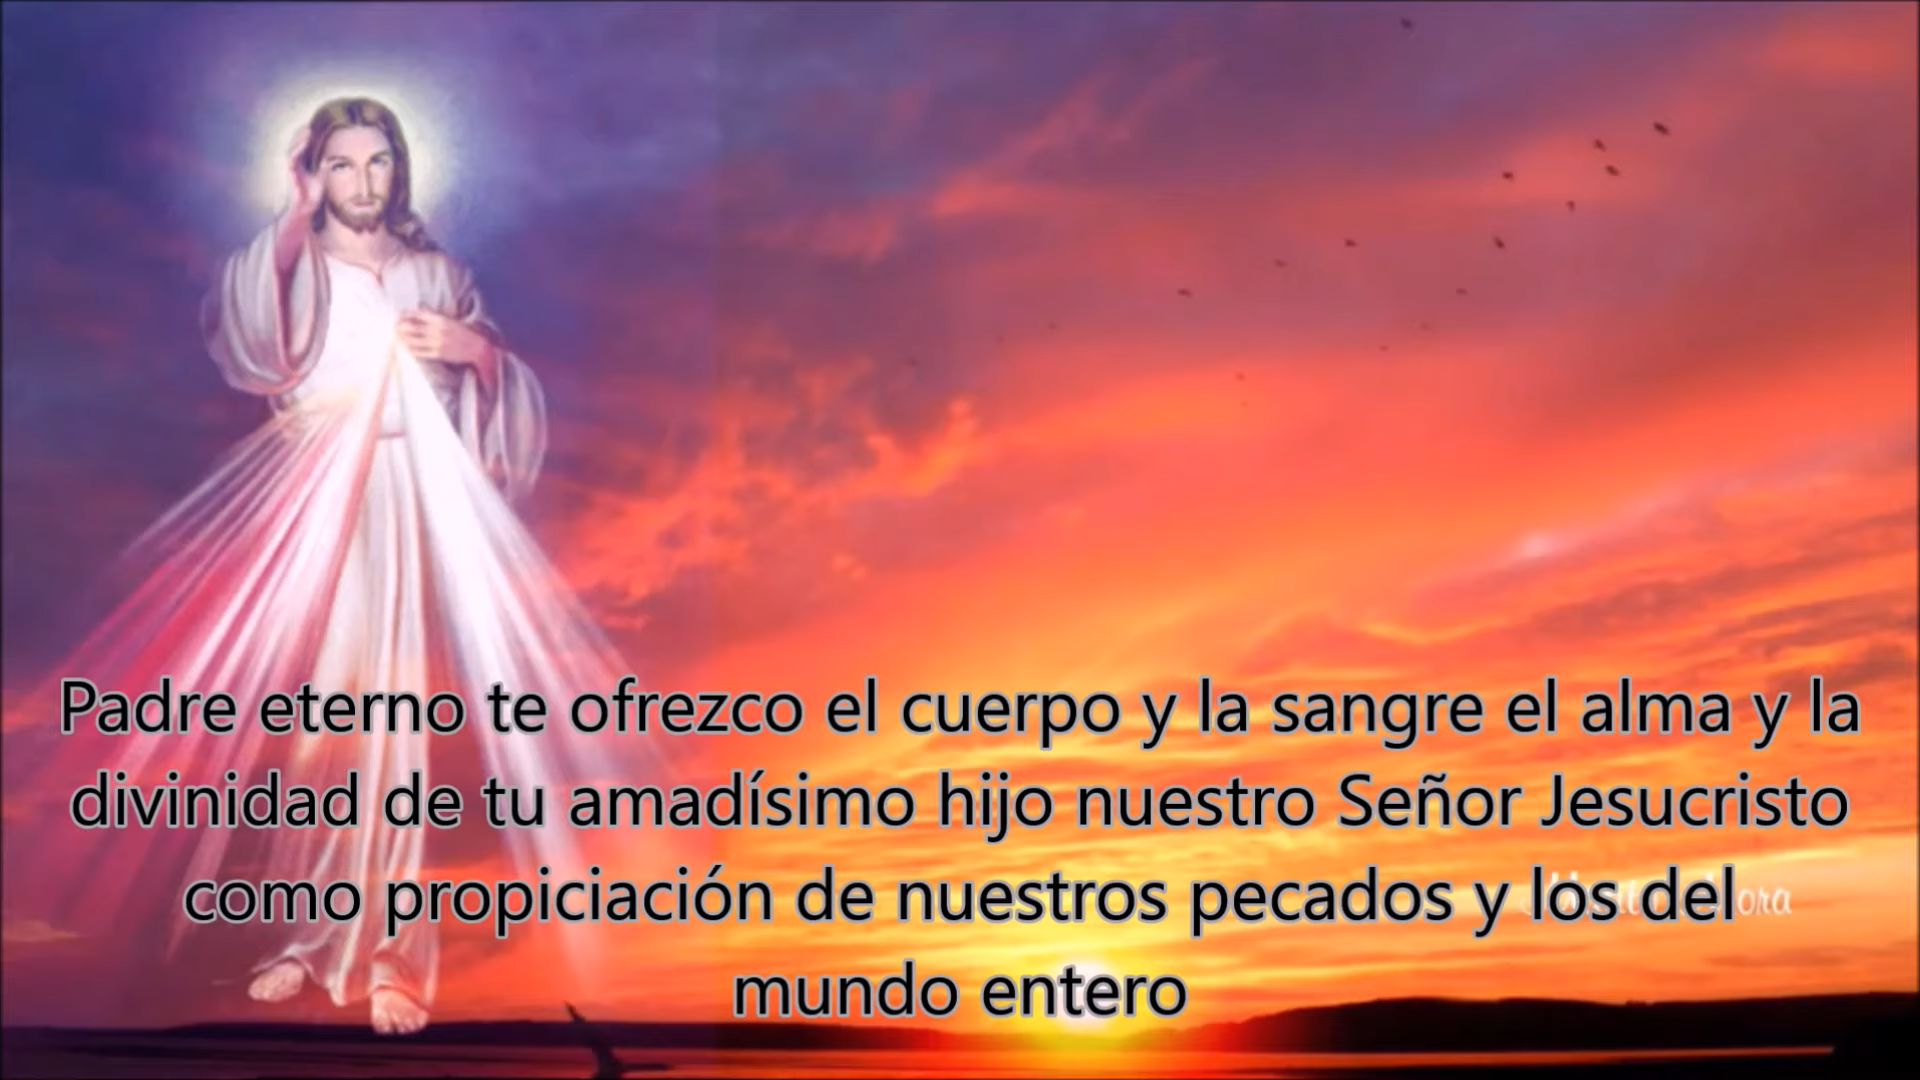 Padre eterno te ofrezco el cuerpo y la sangre el alma y la
divinidad de tu amadísimo hijo nuestro Señor Jesucristo
como propiciación de nuestros pecados y los del
mundo entero